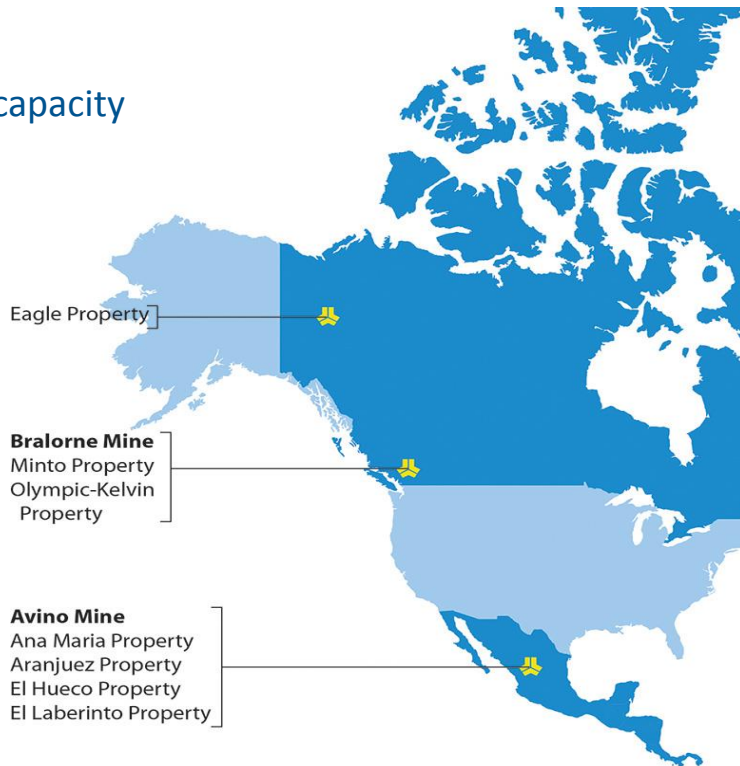 capacity
Eagle Property
Bralorne Mine
Minto Property
Olympic-Kelvin
Property
Avino Mine
Ana Maria Property
Aranjuez Property
El Hueco Property
El Laberinto Property